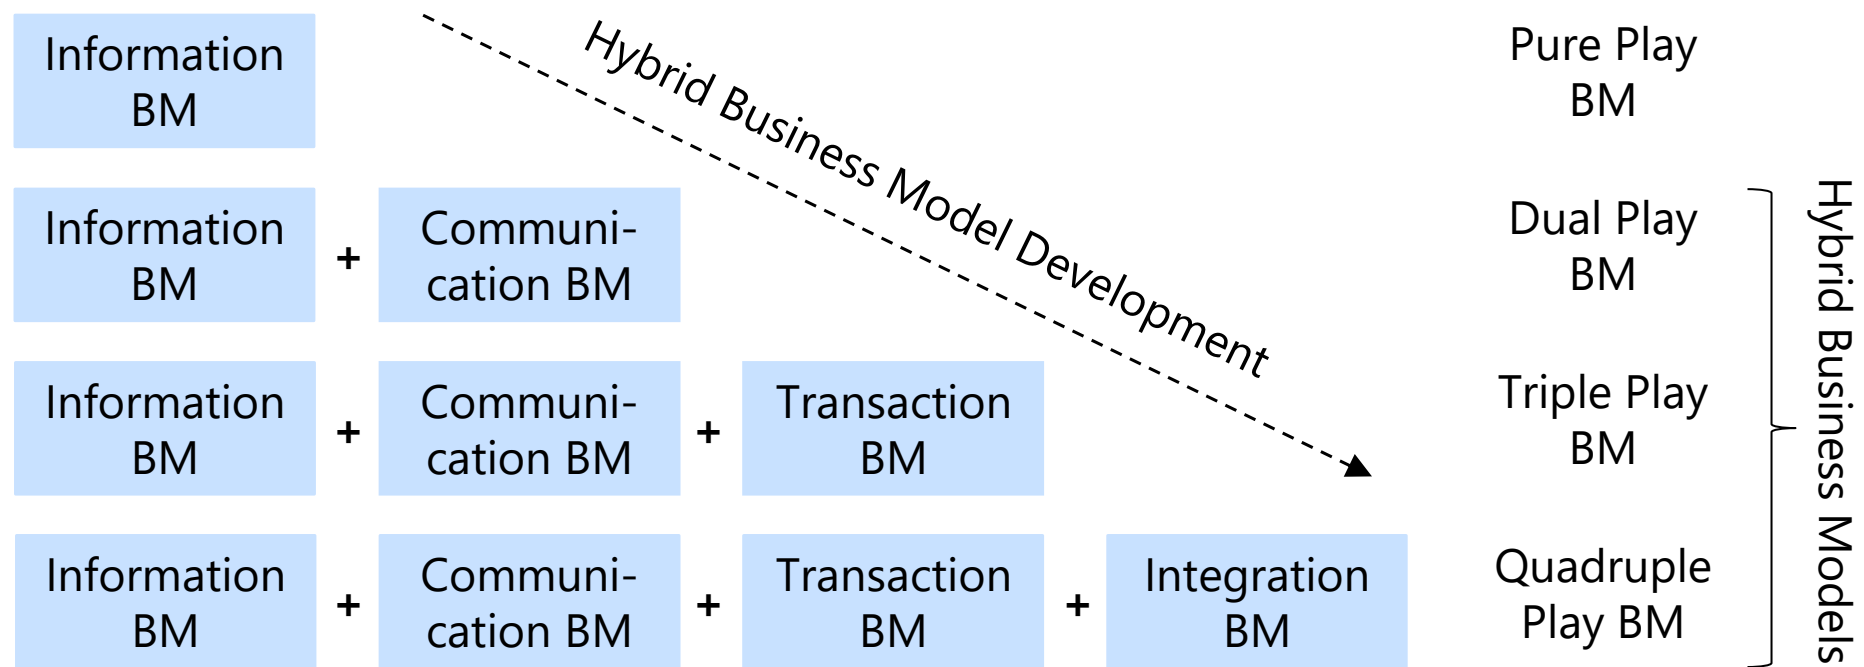 Information
BM
Hybrid Business Model Development
Pure Play
BM
Information
BM
+
Communi-
cation BM
Dual Play
BM
Information
BM
+
Communi-
cation BM
+
Transaction
BM
Triple Play
BM
Information
BM
+
Communi-
cation BM
+
Transaction
BM
+
Integration
BM
Quadruple
Play BM
Hybrid Business Models